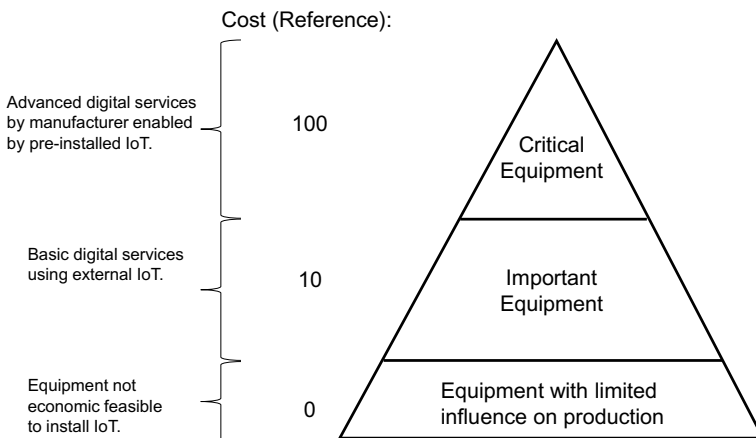 Cost (Reference):
Advanced digital services
by manufacturer enabled
by pre-installed IoT.
100
Critical
Equipment
Basic digital services
using external IoT.
10
Important
Equipment
Equipment not
economic feasible
to install IoT.
0
Equipment with limited
influence on production